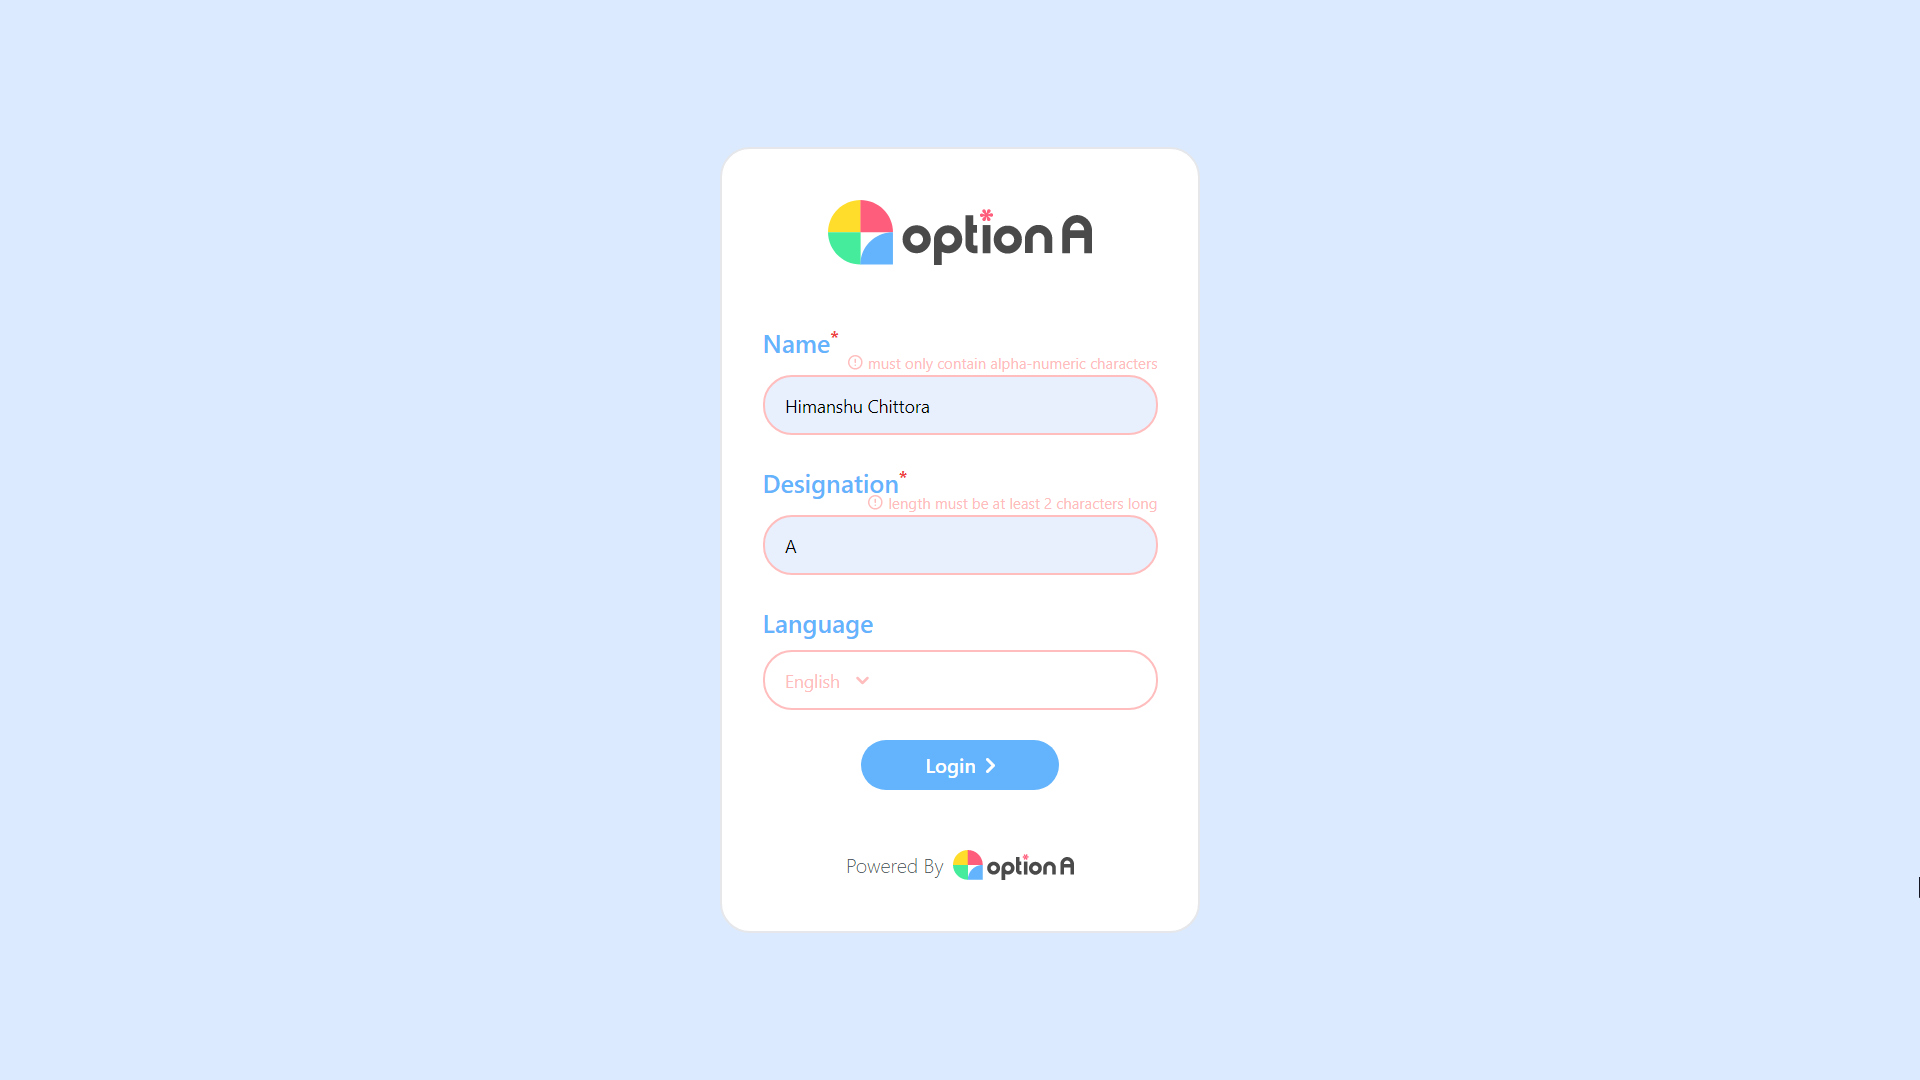 option A
Name*
must only contain alpha-numeric characters
Himanshu Chittora
Designation*
length must be at least 2 characters long
A
Language
English
Login
Powered By option A